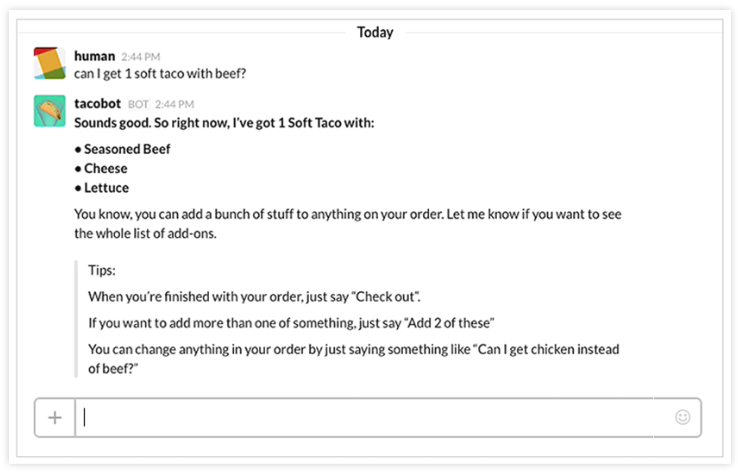 Today
human 2:44 PM
can I get 1 soft taco with beef?
tacobot BOT 2:44 PM
Sounds good. So right now, I've got 1 Soft Taco with:
• Seasoned Beef
• Cheese
• Lettuce
You know, you can add a bunch of stuff to anything on your order. Let me know if you want to see
the whole list of add-ons.
Tips:
When you're finished with your order, just say “Check out”.
If you want to add more than one of something, just say “Add 2 of these”
You can change anything in your order by just saying something like “Can I get chicken instead
of beef?”